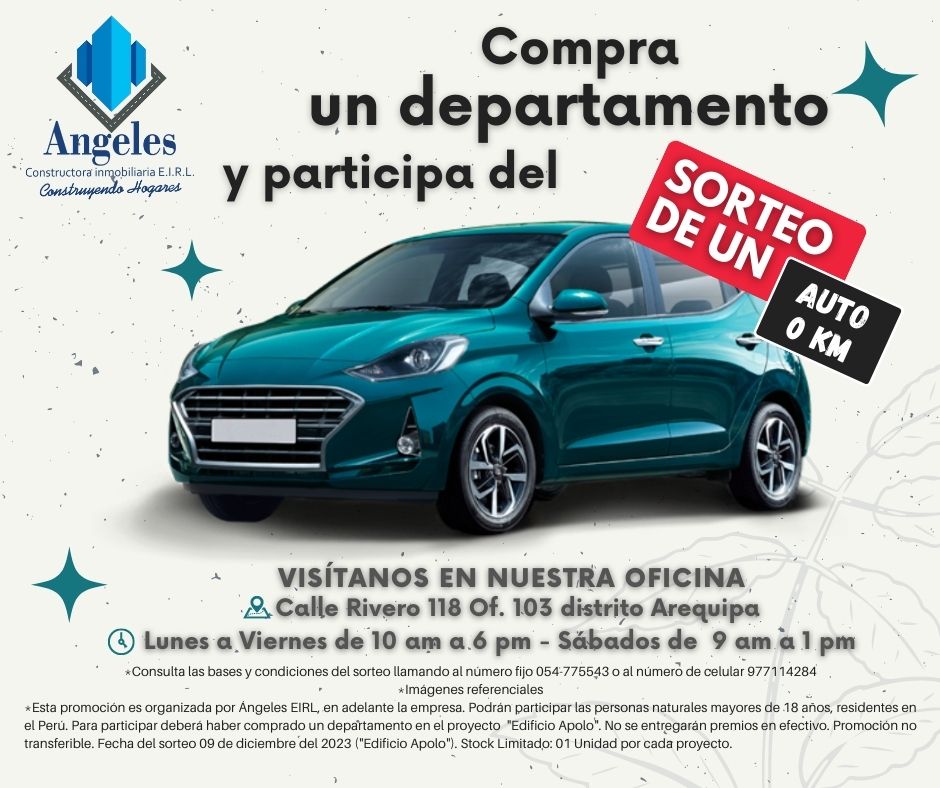 Angeles
Constructora inmobiliaria E.I.R.L.
Construyendo Hogares
Compra
un departamento
y participa del
SORTEO
DE UN
AUTO
0 KM
VISÍTANOS EN NUESTRA OFICINA
Calle Rivero 118 Of. 103 distrito Arequipa
Lunes a Viernes de 10 am a 6 pm - Sábados de 9 am a 1 pm
*Consulta las bases y condiciones del sorteo llamando al número fijo 054-775543 o al número de celular 977114284
*Imágenes referenciales
*Esta promoción es organizada por Ángeles EIRL, en adelante la empresa. Podrán participar las personas naturales mayores de 18 años, residentes en
el Perú. Para participar deberá haber comprado un departamento en el proyecto "Edificio Apolo". No se entregarán premios en efectivo. Promoción no
transferible. Fecha del sorteo 09 de diciembre del 2023 ("Edificio Apolo"). Stock Limitado: 01 Unidad por cada proyecto.